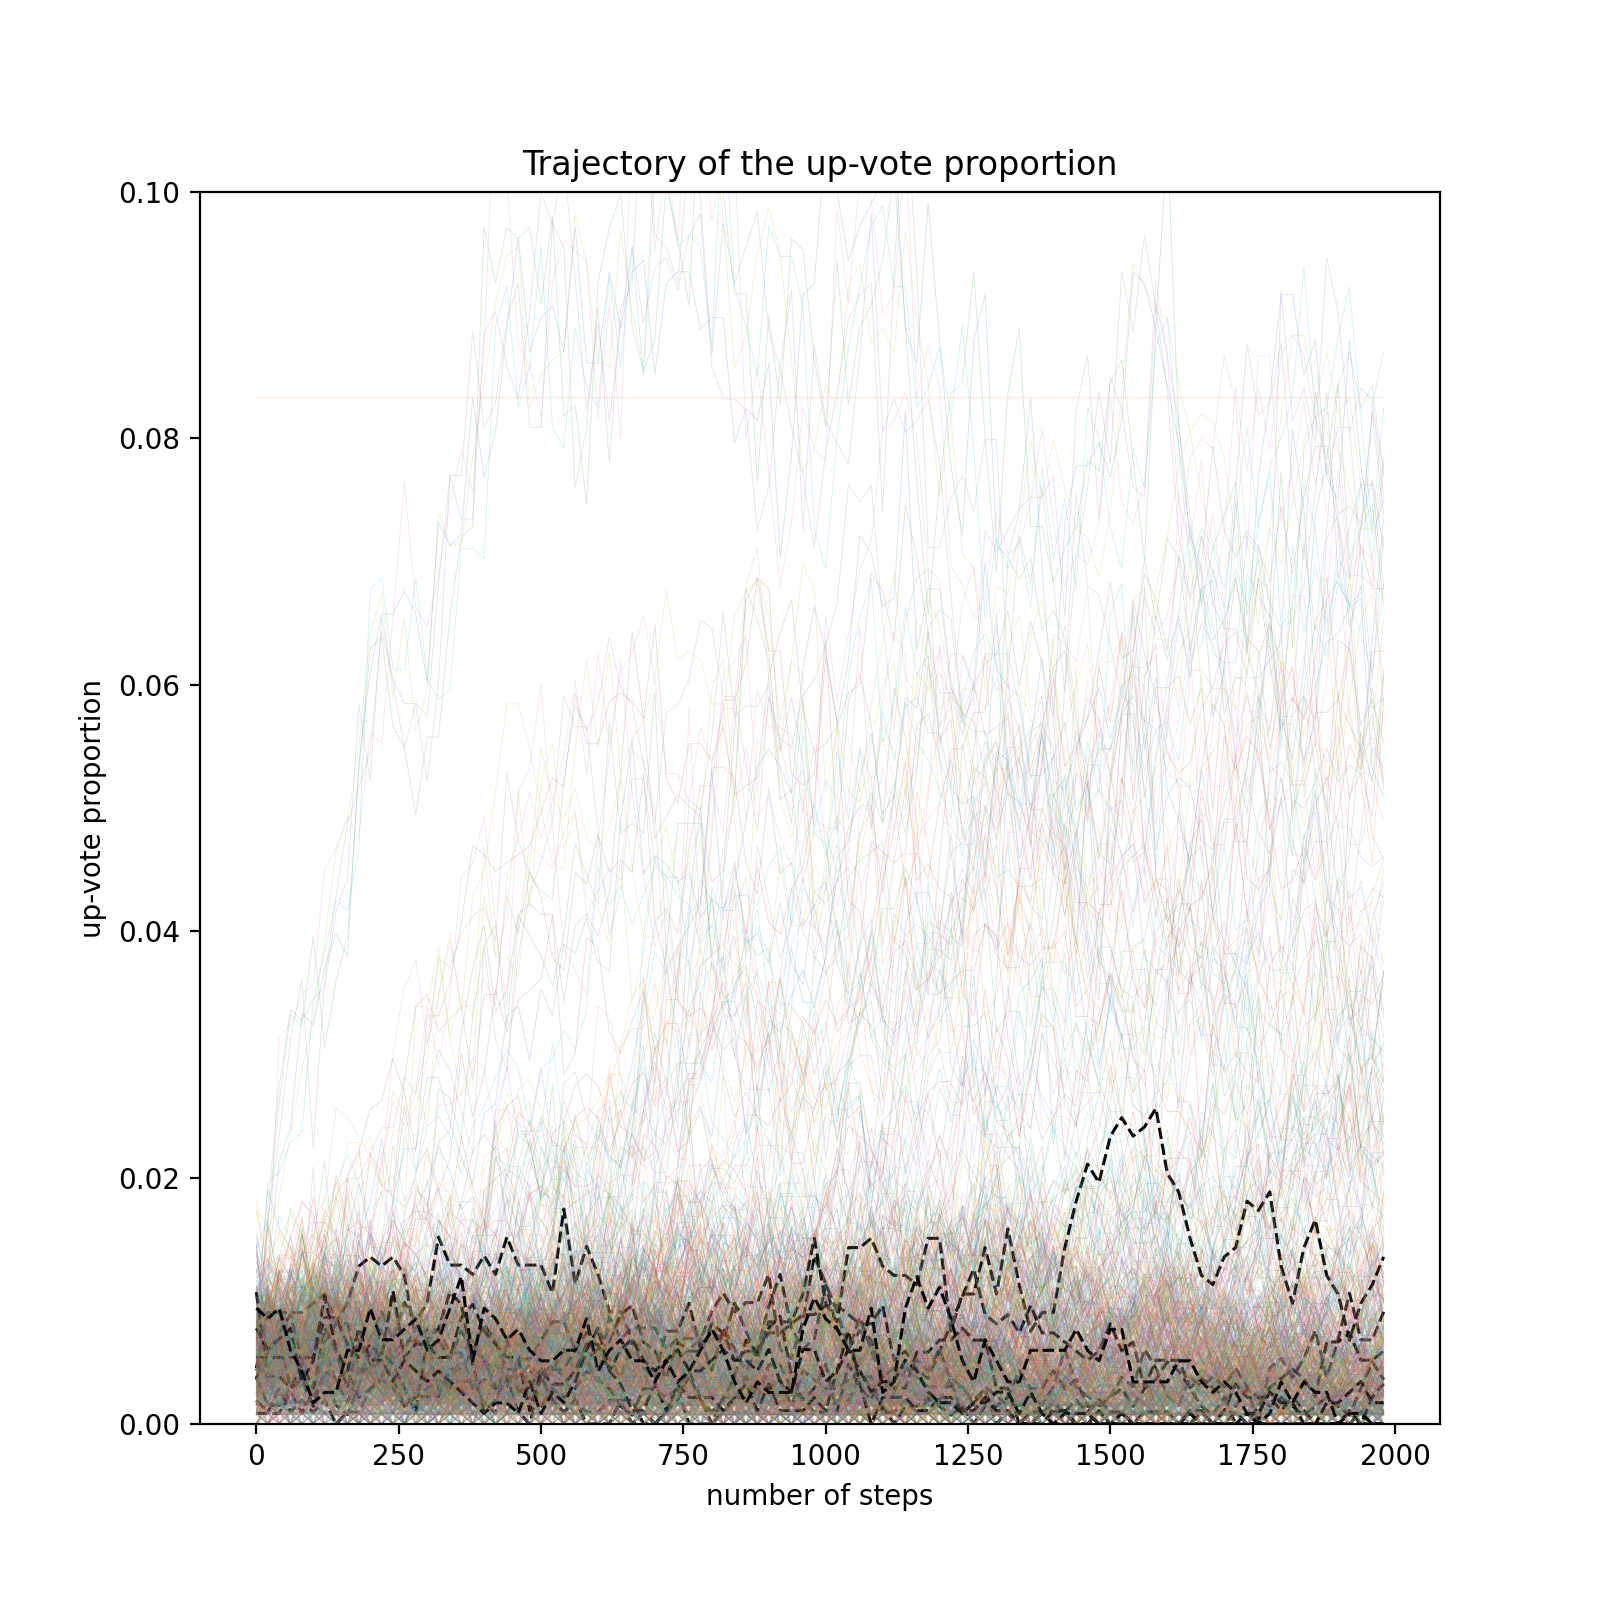 Trajectory of the up-vote proportion
0.10
0.08
0.06
0.04
0.02
0.00
up-vote proportion
0 250 500 750 1000 1250 1500 1750 2000
number of steps